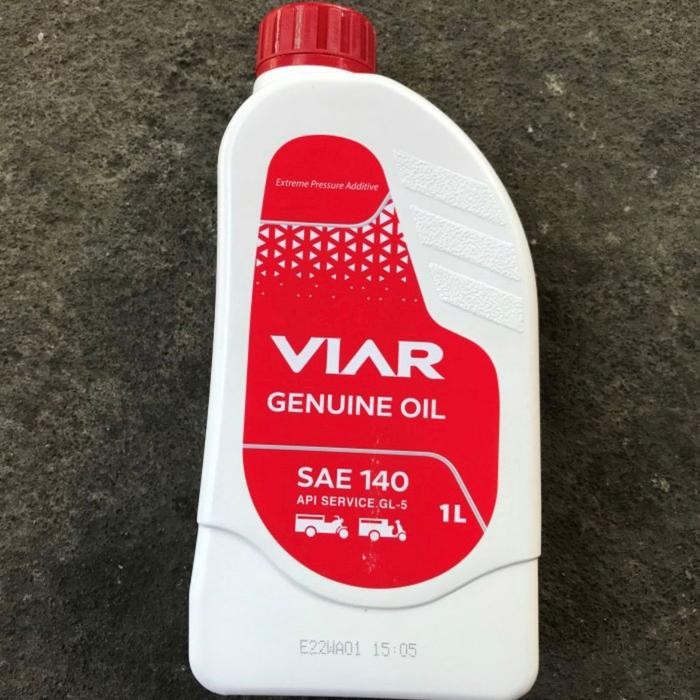 Extreme Pressure Additive
VIAR
GENUINE OIL
SAE 140
API SERVICE.GL-5
1L
E22WA01 15:05